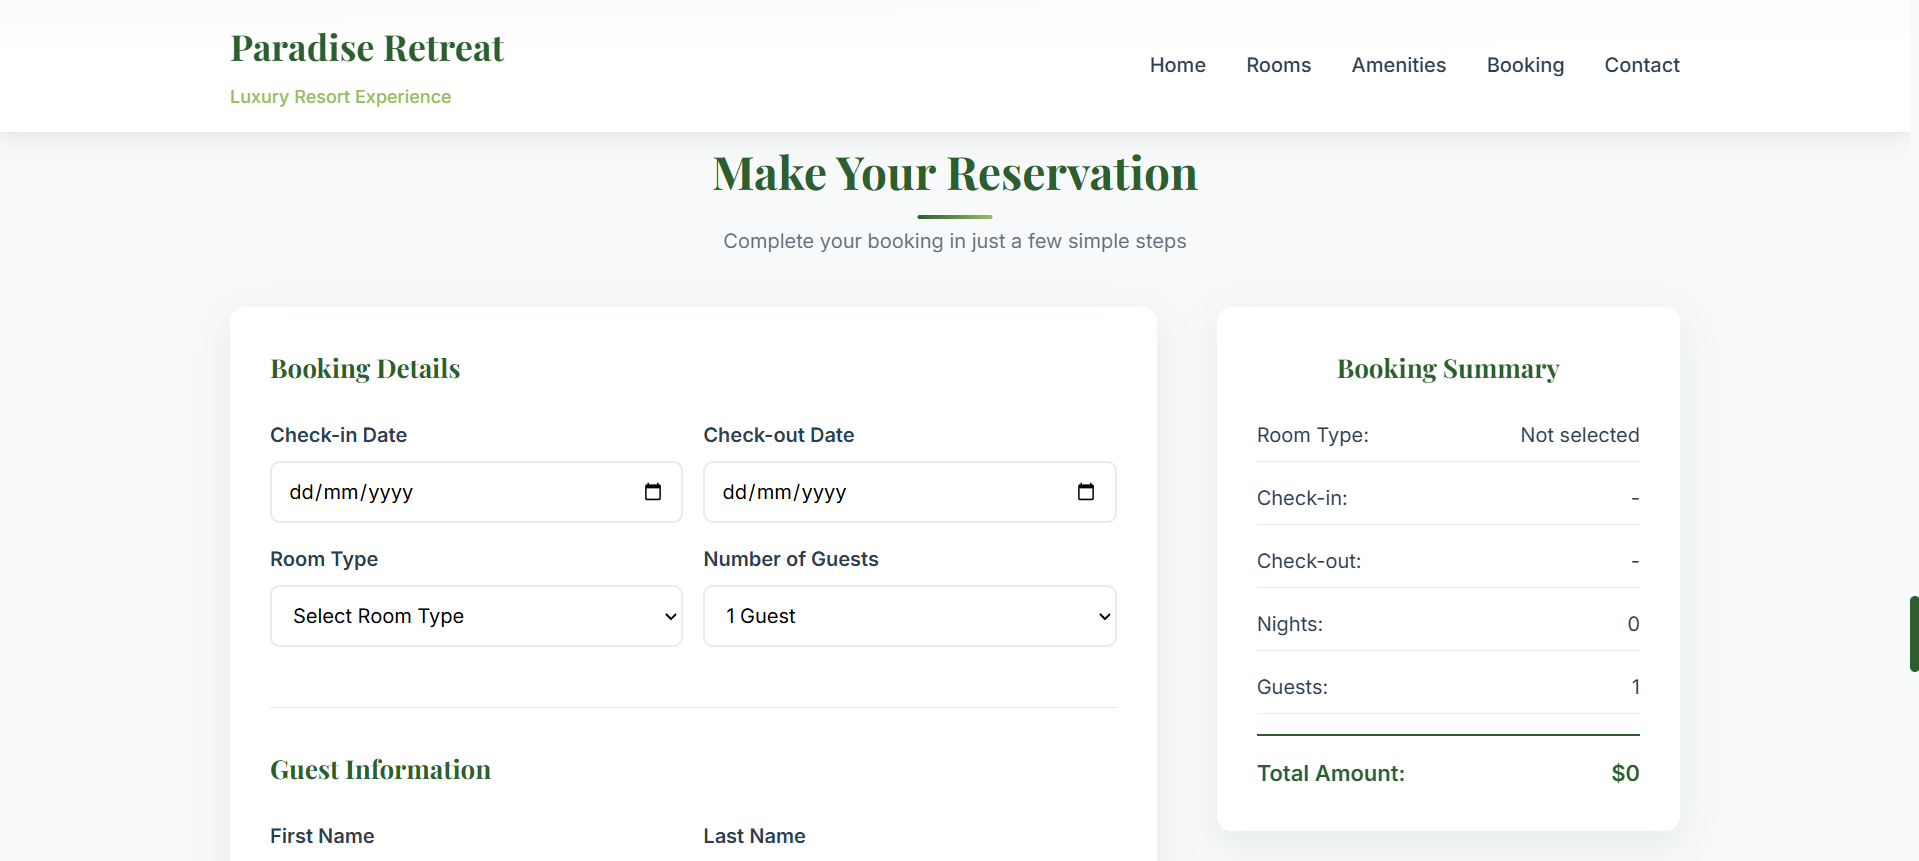 Paradise Retreat
Luxury Resort Experience
Home Rooms Amenities Booking Contact
Make Your Reservation
Complete your booking in just a few simple steps
Booking Details
Check-in Date Check-out Date
dd/mm/yyyy dd/mm/yyyy
Room Type Number of Guests
Select Room Type 1 Guest
Guest Information
First Name Last Name
Booking Summary
Room Type: Not selected
Check-in: -
Check-out: -
Nights: 0
Guests: 1
Total Amount: $0